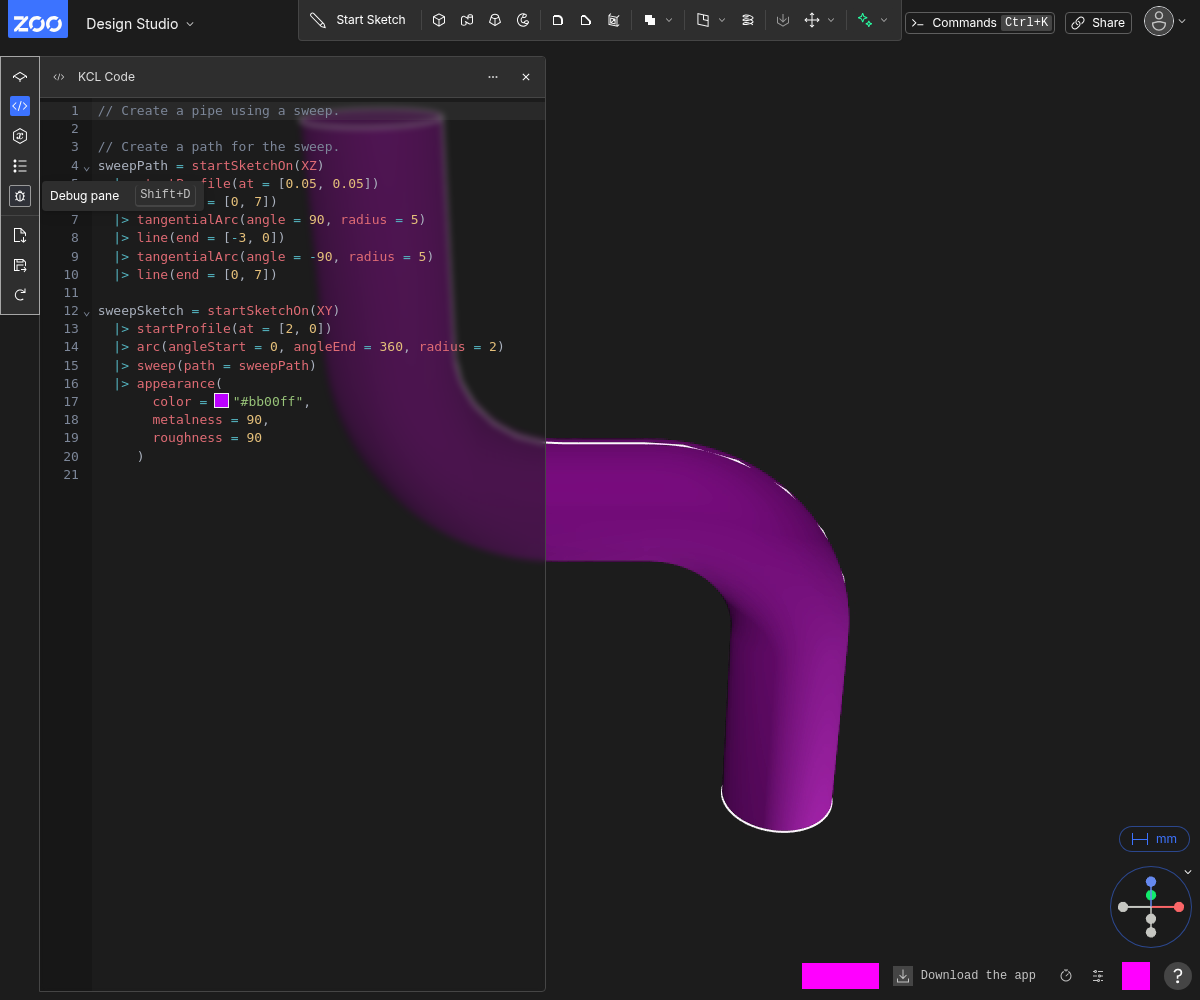 ZOO
Design Studio
Start Sketch
Commands Ctrl+K
Share
KCL Code
1 // Create a pipe using a sweep.
2
3 // Create a path for the sweep.
4 sweepPath = startSketchOn(XZ)
file(at = [0.05, 0.05])
Debug pane Shift+D
= [0, 7])
7 |> tangentialArc(angle = 90, radius = 5)
8 |> line(end = [-3, 0])
9 |> tangentialArc(angle = -90, radius = 5)
10 |> line(end = [0, 7])
11
12 sweepSketch = startSketchOn(XY)
13 |> startProfile(at = [2, 0])
14 |> arc(angleStart = 0, angleEnd = 360, radius = 2)
15 |> sweep(path = sweepPath)
16 |> appearance(
17 color = "#bb00ff",
18 metalness = 90,
19 roughness = 90
20 )
21
mm
Download the app
?